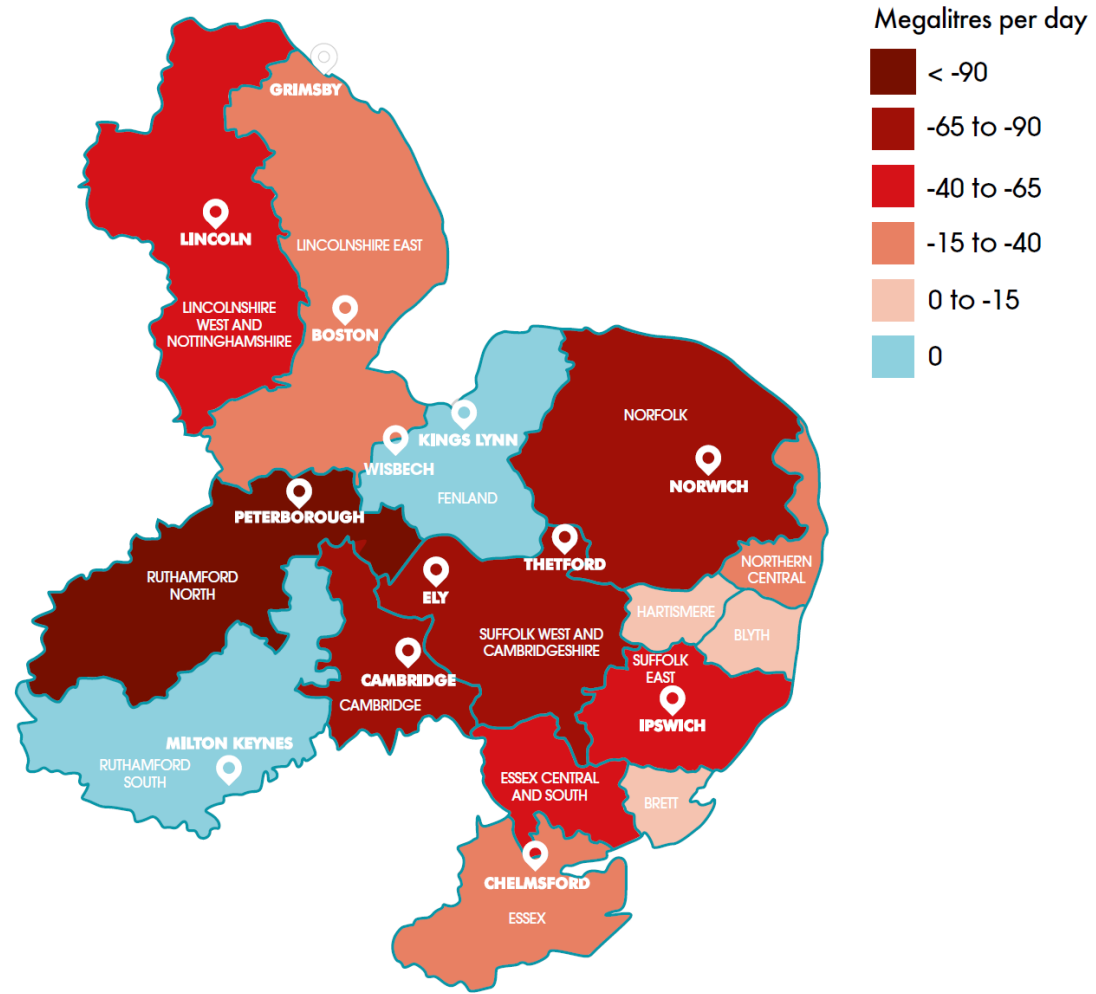 Megalitres per day
< -90
-65 to -90
-40 to -65
-15 to -40
0 to -15
0
GRIMSBY
LINCOLN
LINCOLNSHIRE EAST
LINCOLNSHIRE
WEST AND
NOTTINGHAMSHIRE
BOSTON
KINGS LYNN
WISBECH
FENLAND
NORFOLK
NORWICH
PETERBOROUGH
THETFORD
NORTHERN
CENTRAL
RUTHAMFORD
NORTH
ELY
HARTISMERE
BLYTH
SUFFOLK WEST AND
CAMBRIDGESHIRE
SUFFOLK
EAST
CAMBRIDGE
CAMBRIDGE
IPSWICH
MILTON KEYNES
RUTHAMFORD
SOUTH
ESSEX CENTRAL
AND SOUTH
BRETT
CHELMSFORD
ESSEX